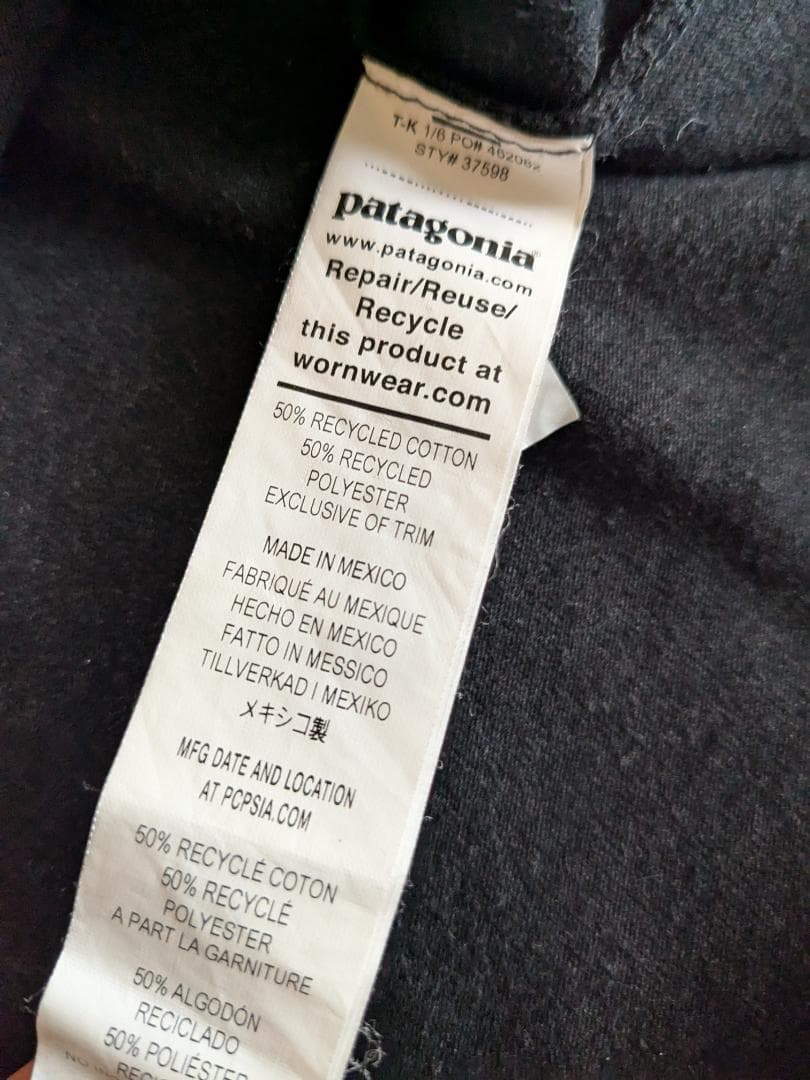 T-K 1/6 PO# 462062
STY# 37598
patagonia®
www.patagonia.com
Repair/Reuse/
Recycle
this product at
wornwear.com
50% RECYCLED COTTON
50% RECYCLED
POLYESTER
EXCLUSIVE OF TRIM
MADE IN MEXICO
FABRIQUÉ AU MEXIQUE
HECHO EN MEXICO
FATTO IN MESSICO
TILLVERKAD I MEXIKO
メキシコ製
MFG DATE AND LOCATION
AT PCPSIA.COM
50% RECYCLÉ COTON
50% RECYCLÉ
POLYESTER
A PART LA GARNITURE
50% ALGODÓN
RECICLADO
50% POLIÉSTER
NO